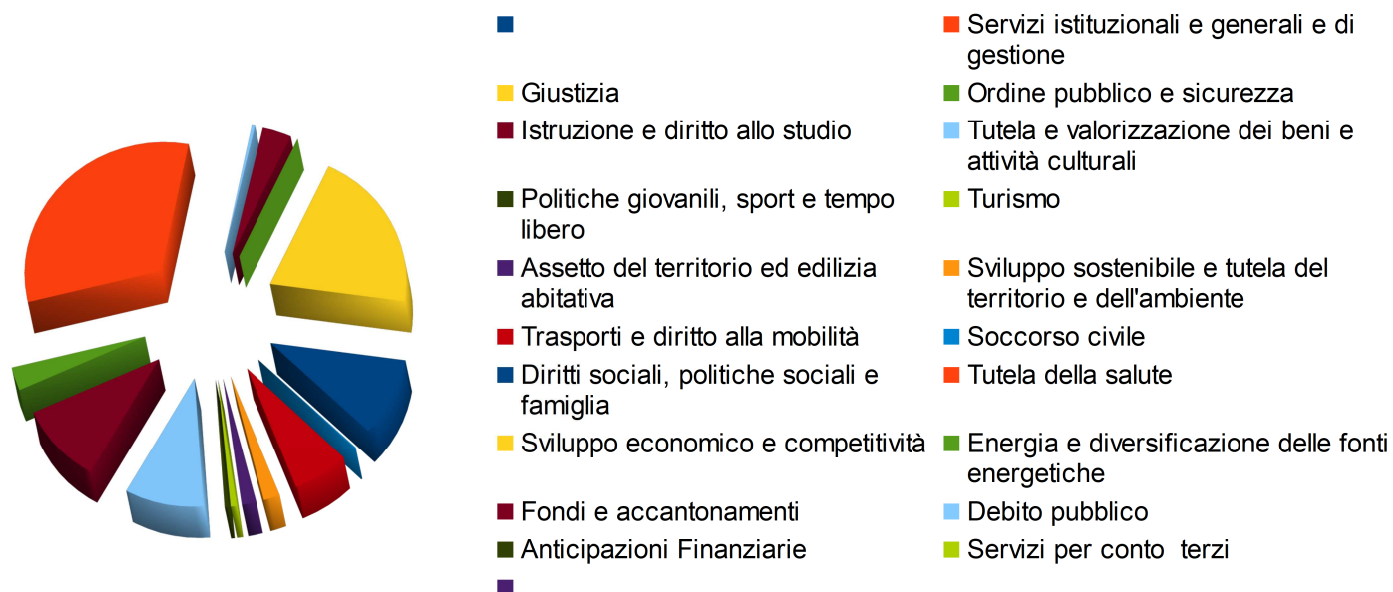 Servizi istituzionali e generali e di
gestione
Giustizia
Ordine pubblico e sicurezza
Istruzione e diritto allo studio
Tutela e valorizzazione dei beni e
attività culturali
Politiche giovanili, sport e tempo
libero
Turismo
Assetto del territorio ed edilizia
abitativa
Sviluppo sostenibile e tutela del
territorio e dell'ambiente
Trasporti e diritto alla mobilità
Soccorso civile
Diritti sociali, politiche sociali e
famiglia
Tutela della salute
Sviluppo economico e competitività
Energia e diversificazione delle fonti
energetiche
Fondi e accantonamenti
Debito pubblico
Anticipazioni Finanziarie
Servizi per conto  terzi